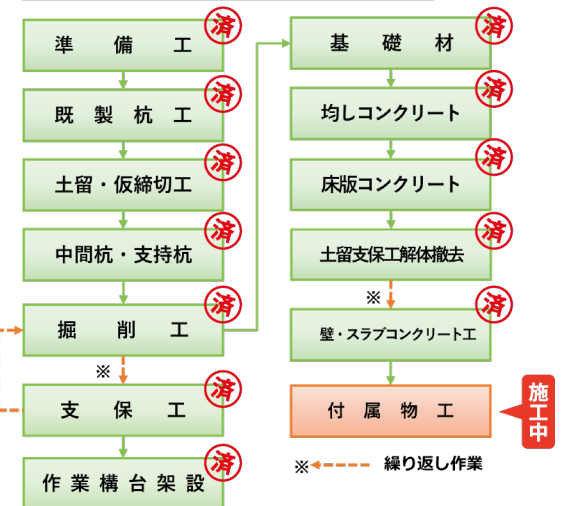 準備工
済
既製杭工
済
土留・仮締切工
済
中間杭・支持杭
済
掘削工
済
※
支保工
済
作業構台架設
済
基礎材
済
均しコンクリート
済
床版コンクリート
済
土留支保工解体撤去
済
※
壁・スラブコンクリート工
済
付属物工
施工中
※ 繰り返し作業